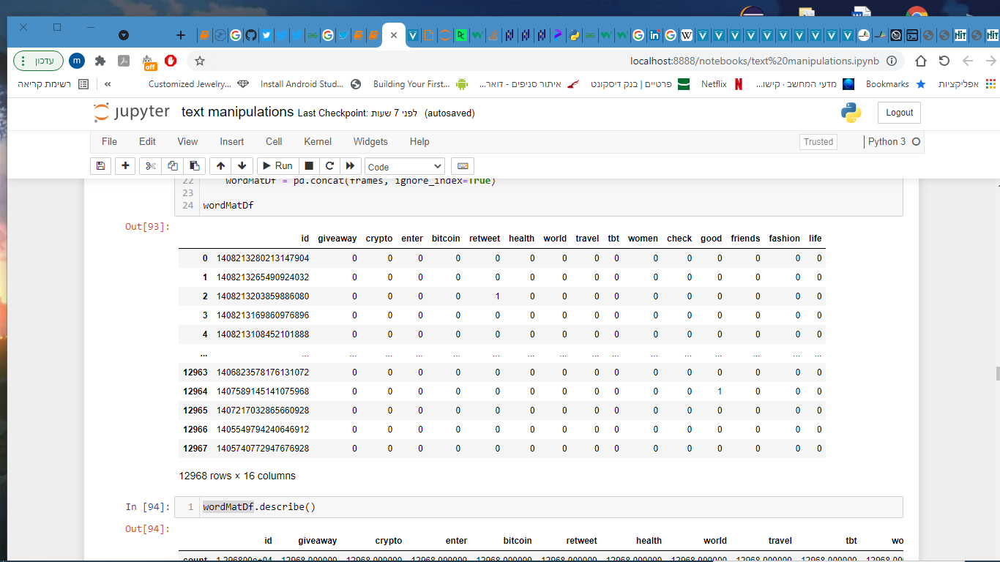 עדכון
m
off
localhost:8888/notebooks/text%20manipulations.ipynb
רשימת קריאה « Customized Jewelry... Install Android Stud... Building Your First... איתור סניפים - דואר... פרטיים | בנק דיסקונט Netflix מדעי המחשב - קישו... Bookmarks אפליקציות
jupyter text manipulations Last Checkpoint: לפני 7 שעות (autosaved) Logout
File Edit View Insert Cell Kernel Widgets Help Trusted Python 3
Run Code
22 wordMatDf = pd.concat(frames, ignore_index=True)
23
24 wordMatDf
Out[93]:
id giveaway crypto enter bitcoin retweet health world travel tbt women check good friends fashion life
0 1408213280213147904 0 0 0 0 0 0 0 0 0 0 0 0 0 0 0
1 1408213265490924032 0 0 0 0 0 0 0 0 0 0 0 0 0 0 0
2 1408213203859886080 0 0 0 0 1 0 0 0 0 0 0 0 0 0 0
3 1408213169860976896 0 0 0 0 0 0 0 0 0 0 0 0 0 0 0
4 1408213108452101888 0 0 0 0 0 0 0 0 0 0 0 0 0 0 0
... ... ... ... ... ... ... ... ... ... ... ... ... ... ... ... ...
12963 1406823578176131072 0 0 0 0 0 0 0 0 0 0 0 0 0 0 0
12964 1407589145141075968 0 0 0 0 0 0 0 0 0 0 0 1 0 0 0
12965 1407217032865660928 0 0 0 0 0 0 0 0 0 0 0 0 0 0 0
12966 1405549794240646912 0 0 0 0 0 0 0 0 0 0 0 0 0 0 0
12967 1405740772947676928 0 0 0 0 0 0 0 0 0 0 0 0 0 0 0
12968 rows × 16 columns
In [94]: 1 wordMatDf.describe()
Out[94]:
id giveaway crypto enter bitcoin retweet health world travel tbt wo
count 1.296800e+04 12968.000000 12968.000000 12968.000000 12968.000000 12968.000000 12968.000000 12968.000000 12968.000000 12968.000000 12968.00